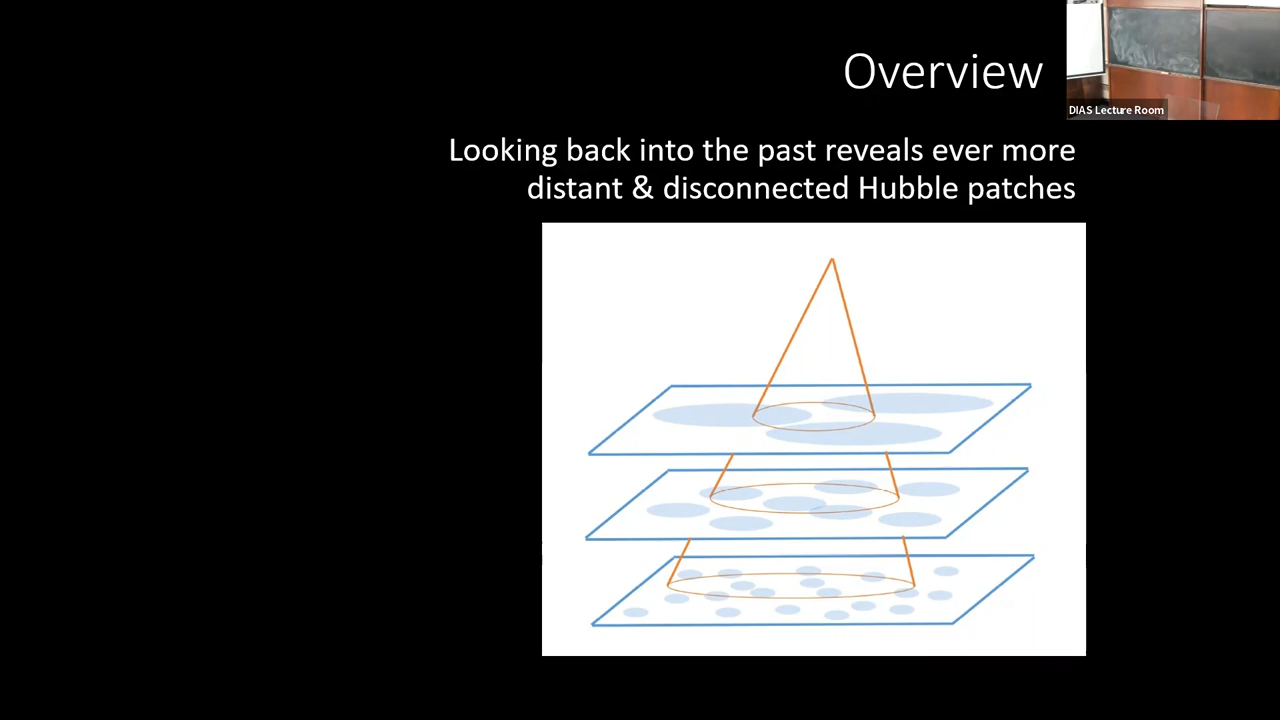 Overview
DIAS Lecture Room
Looking back into the past reveals ever more
distant & disconnected Hubble patches